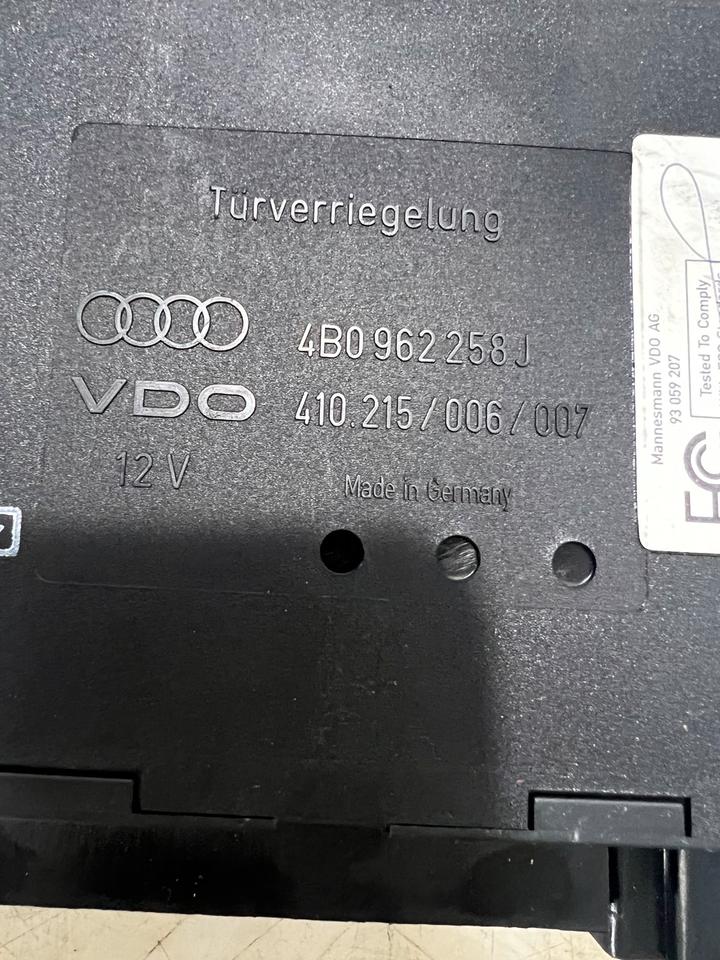 Türverriegelung
4B0 962 258 J
VDO
410.215/006/007
12 V
Made in Germany
Mannesmann VDO AG
93 059 207
Tested To Comply